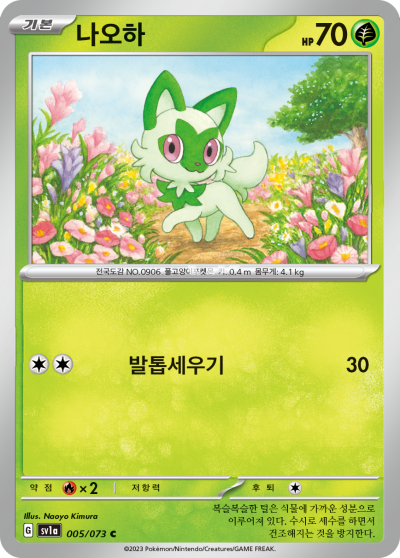 기본 나오하 HP 70
전국도감 NO.0906 풀고양이포켓몬 키: 0.4 m 몸무게: 4.1 kg
발톱세우기 30
약점 ×2 저항력 후퇴
Illus. Naoyo Kimura
G sv1a 005/073 C
복슬복슬한 털은 식물에 가까운 성분으로
이루어져 있다. 수시로 세수를 하면서
건조해지는 것을 막는다.
©2023 Pokémon/Nintendo/Creatures/GAME FREAK.